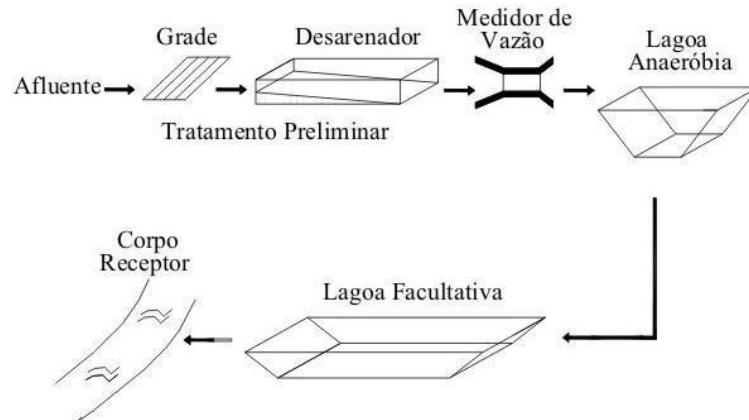 Afluente
Grade
Desarenador
Tratamento Preliminar
Medidor de
Vazão
Lagoa
Anaeróbia
Lagoa Facultativa
Corpo
Receptor